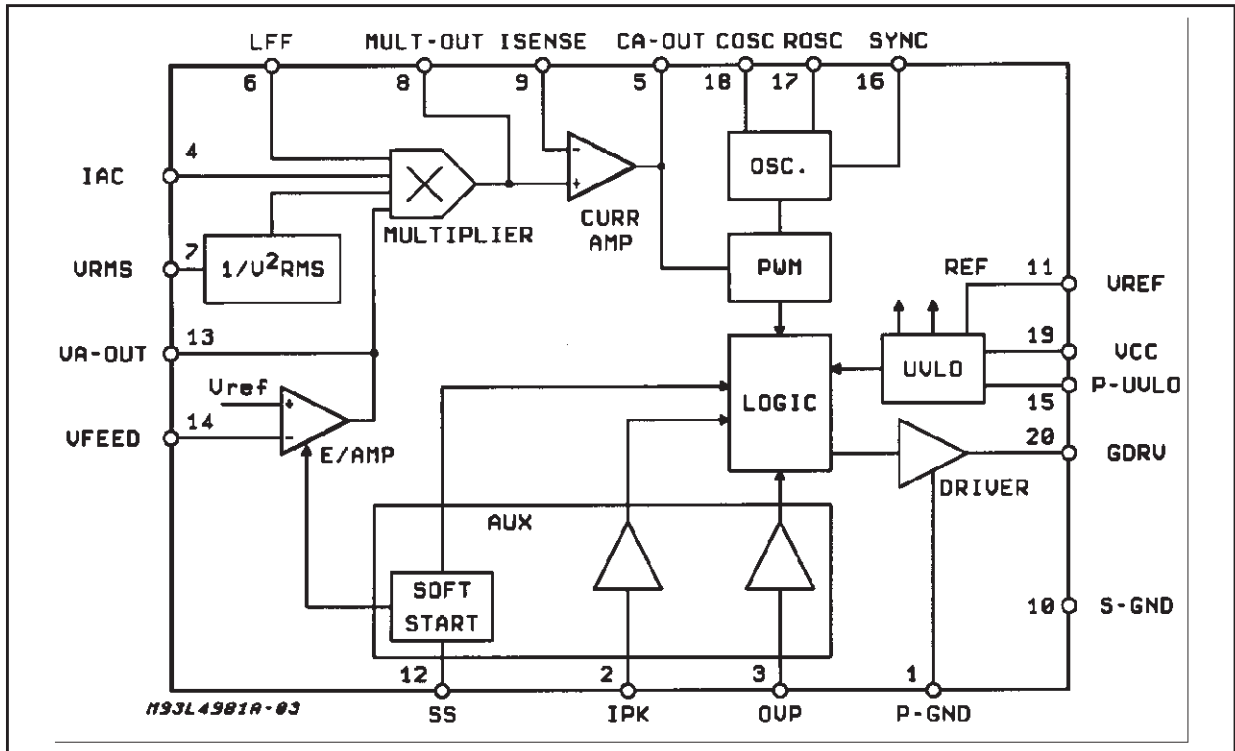 LFF MULT-OUT ISENSE CA-OUT COSC ROSC SYNC
6 8 9 5 18 17 16
4
IAC
- +
OSC.
MULTIPLIER
CURR
AMP
7
VRMS
1/V²RMS
PWM
REF 11
VREF
13
VA-OUT
19
VCC
UVLO
P-UVLO
15
Vref
+
-
14
VFEED
E/AMP
LOGIC
20
GDRV
DRIVER
AUX
SOFT
START
10 S-GND
12 2 3 1
M93L4981A-03
SS IPK OVP P-GND